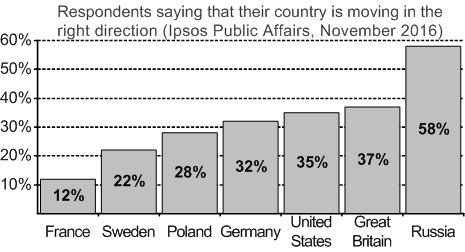 Respondents saying that their country is moving in the
right direction (Ipsos Public Affairs, November 2016)
60%
50%
40%
30%
20%
10%
12%
22%
28%
32%
35%
37%
58%
France
Sweden
Poland
Germany
United
States
Great
Britain
Russia